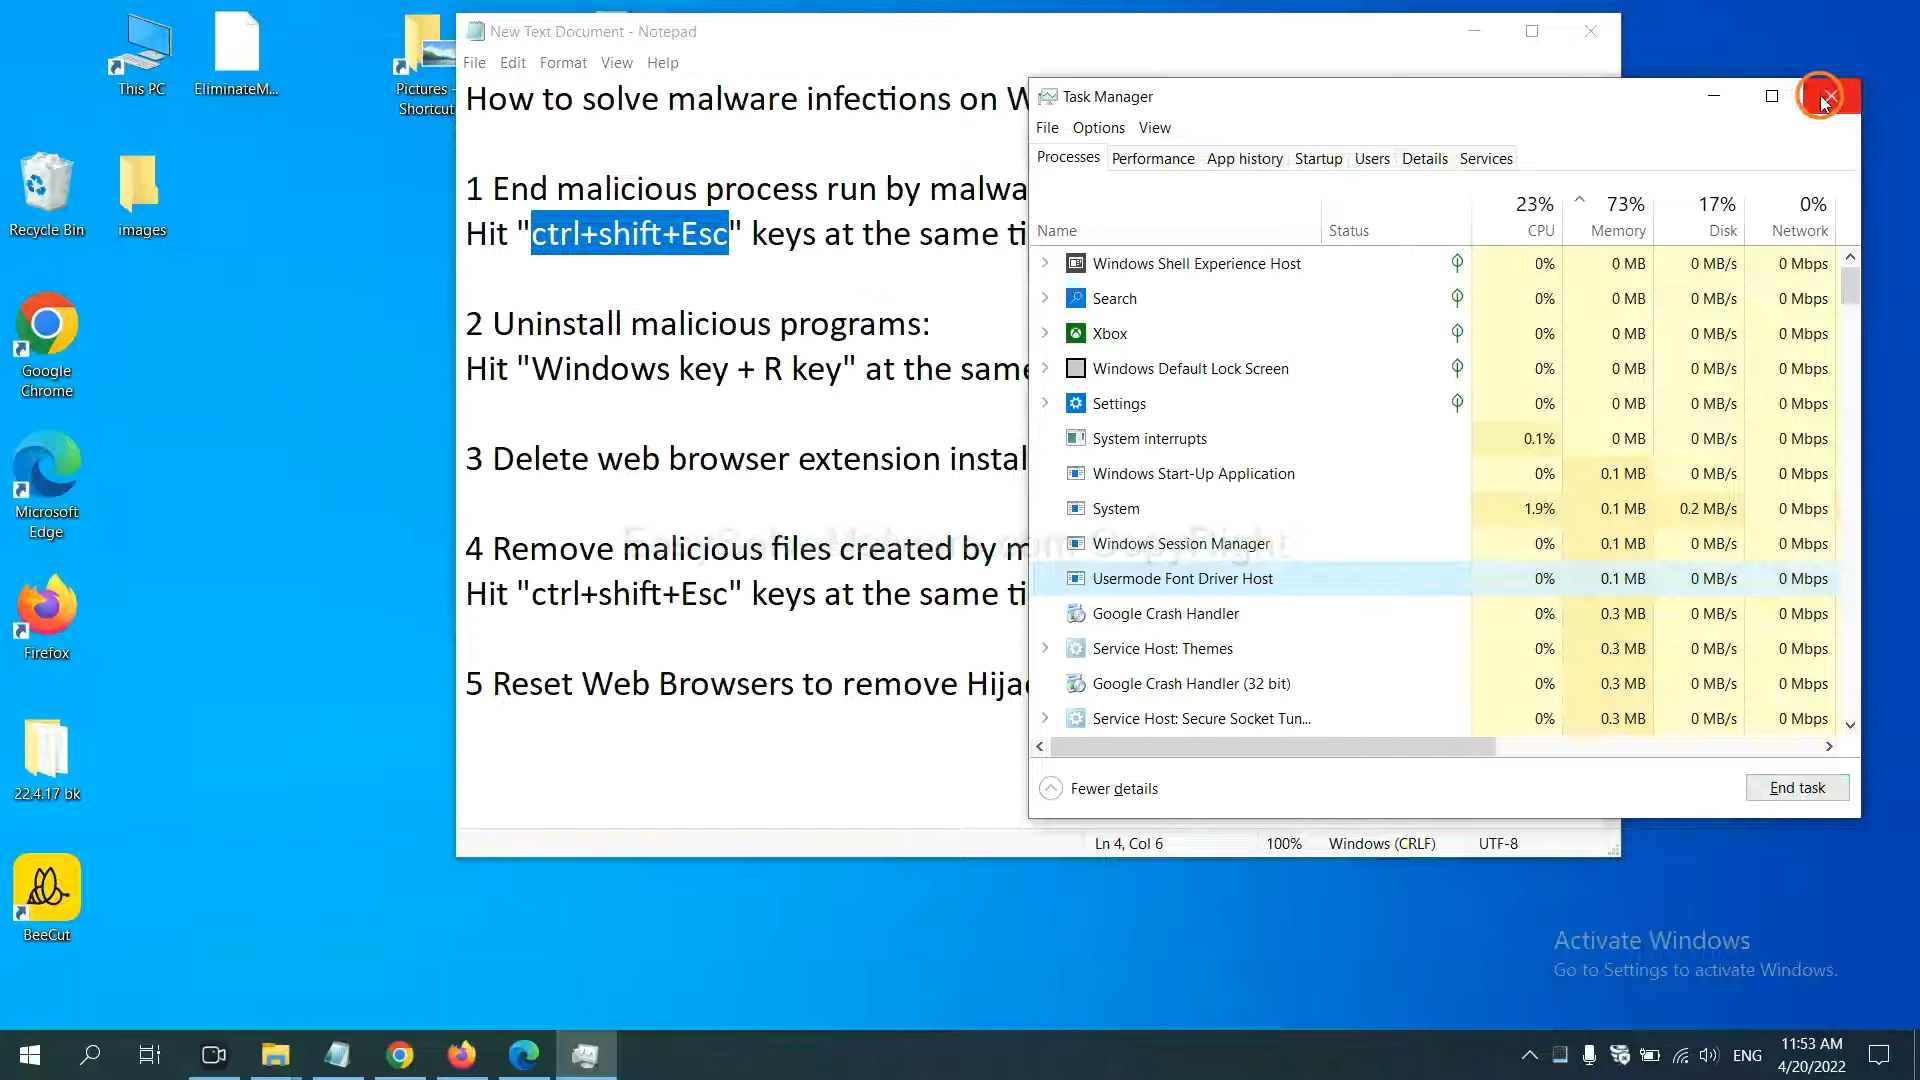 This PC
EliminateM...
Pictures -
Shortcut
Recycle Bin
images
Google
Chrome
Microsoft
Edge
Firefox
22.4.17 bk
BeeCut
New Text Document - Notepad
File Edit Format View Help
How to solve malware infections on W
1 End malicious process run by malwa
Hit "ctrl+shift+Esc" keys at the same ti
2 Uninstall malicious programs:
Hit "Windows key + R key" at the same
3 Delete web browser extension instal
4 Remove malicious files created by m
Hit "ctrl+shift+Esc" keys at the same ti
5 Reset Web Browsers to remove Hijac
Ln 4, Col 6 100% Windows (CRLF) UTF-8
Task Manager
File Options View
Processes Performance App history Startup Users Details Services
23% 73% 17% 0%
Name Status CPU Memory Disk Network
Windows Shell Experience Host 0% 0 MB 0 MB/s 0 Mbps
Search 0% 0 MB 0 MB/s 0 Mbps
Xbox 0% 0 MB 0 MB/s 0 Mbps
Windows Default Lock Screen 0% 0 MB 0 MB/s 0 Mbps
Settings 0% 0 MB 0 MB/s 0 Mbps
System interrupts 0.1% 0 MB 0 MB/s 0 Mbps
Windows Start-Up Application 0% 0.1 MB 0 MB/s 0 Mbps
System 1.9% 0.1 MB 0.2 MB/s 0 Mbps
Windows Session Manager 0% 0.1 MB 0 MB/s 0 Mbps
Usermode Font Driver Host 0% 0.1 MB 0 MB/s 0 Mbps
Google Crash Handler 0% 0.3 MB 0 MB/s 0 Mbps
Service Host: Themes 0% 0.3 MB 0 MB/s 0 Mbps
Google Crash Handler (32 bit) 0% 0.3 MB 0 MB/s 0 Mbps
Service Host: Secure Socket Tun... 0% 0.3 MB 0 MB/s 0 Mbps
Fewer details
End task
Activate Windows
Go to Settings to activate Windows.
ENG
11:53 AM
4/20/2022